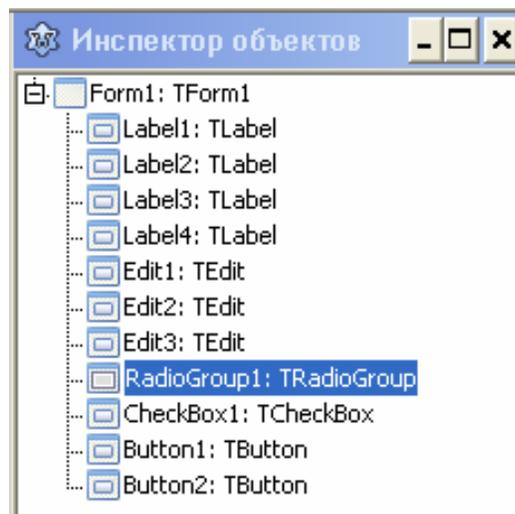 Инспектор объектов
Form1: TForm1
Label1: TLabel
Label2: TLabel
Label3: TLabel
Label4: TLabel
Edit1: TEdit
Edit2: TEdit
Edit3: TEdit
RadioGroup1: TRadioGroup
CheckBox1: TCheckBox
Button1: TButton
Button2: TButton